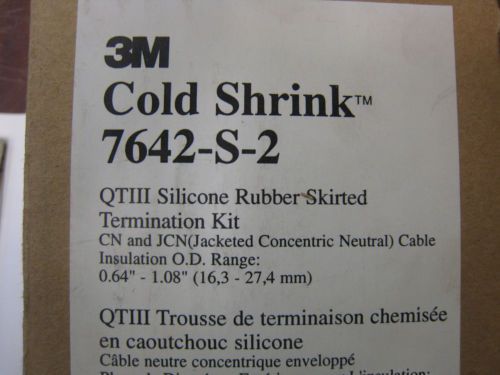 3M
Cold Shrink™
7642-S-2
QTIII Silicone Rubber Skirted
Termination Kit
CN and JCN(Jacketed Concentric Neutral) Cable
Insulation O.D. Range:
0.64" - 1.08" (16,3 - 27,4 mm)
QTIII Trousse de terminaison chemisée
en caoutchouc silicone
Câble neutre concentrique enveloppé
l'isulation: